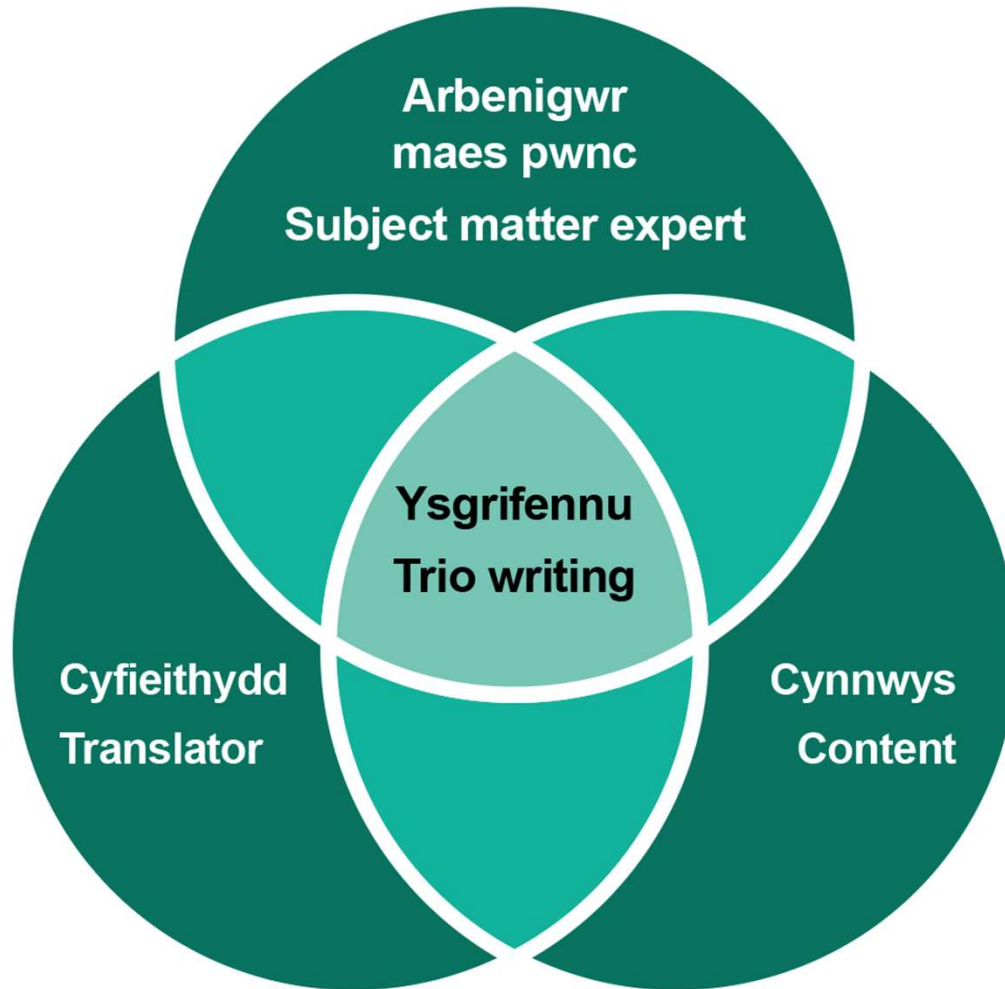 Arbenigwr
maes pwnc
Subject matter expert
Ysgrifennu
Trio writing
Cyfieithydd
Translator
Cynnwys
Content